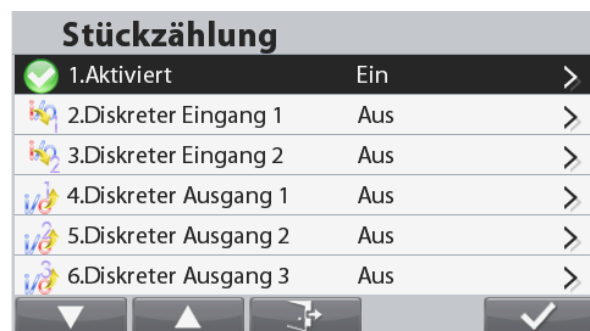 Stückzählung
1.Aktiviert Ein
2.Diskreter Eingang 1 Aus
3.Diskreter Eingang 2 Aus
4.Diskreter Ausgang 1 Aus
5.Diskreter Ausgang 2 Aus
6.Diskreter Ausgang 3 Aus